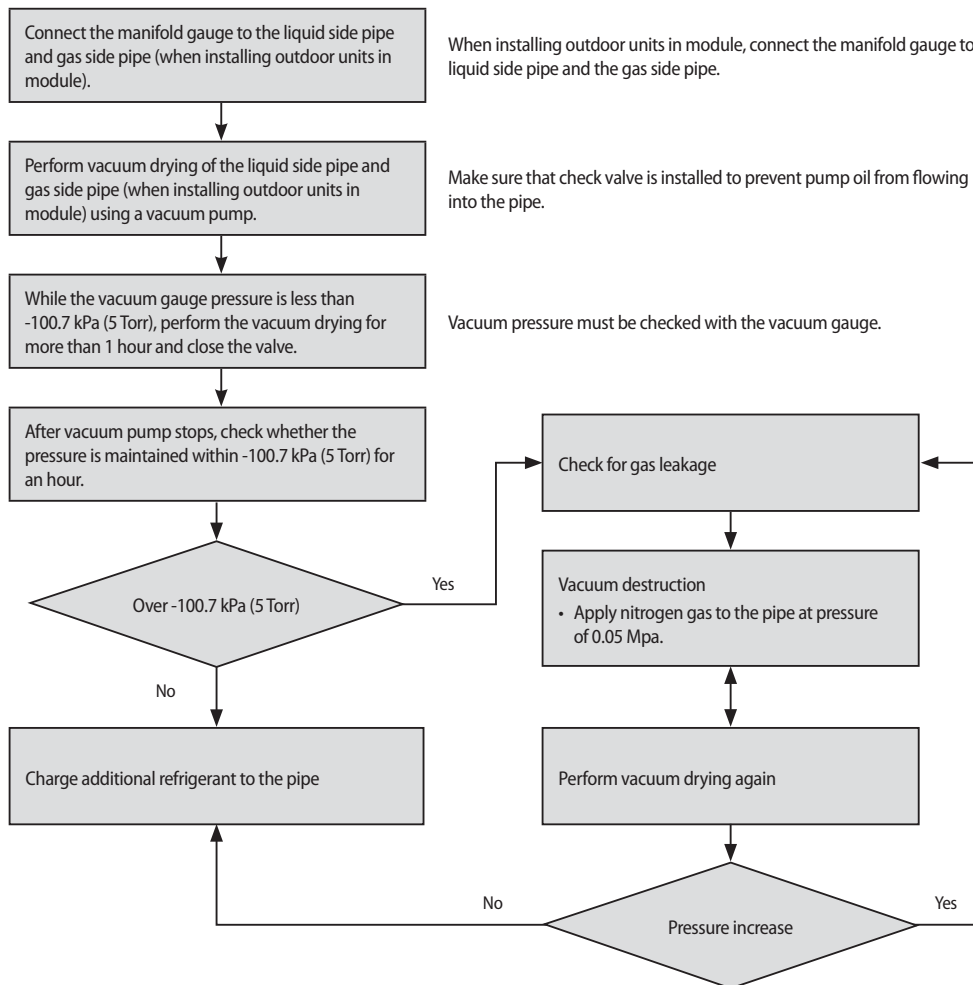 Connect the manifold gauge to the liquid side pipe
and gas side pipe (when installing outdoor units in
module).
When installing outdoor units in module, connect the manifold gauge to
liquid side pipe and the gas side pipe.
Perform vacuum drying of the liquid side pipe and
gas side pipe (when installing outdoor units in
module) using a vacuum pump.
Make sure that check valve is installed to prevent pump oil from flowing
into the pipe.
While the vacuum gauge pressure is less than
-100.7 kPa (5 Torr), perform the vacuum drying for
more than 1 hour and close the valve.
Vacuum pressure must be checked with the vacuum gauge.
After vacuum pump stops, check whether the
pressure is maintained within -100.7 kPa (5 Torr) for
an hour.
Check for gas leakage
Over -100.7 kPa (5 Torr)
Yes
Vacuum destruction
• Apply nitrogen gas to the pipe at pressure
of 0.05 Mpa.
No
Charge additional refrigerant to the pipe
Perform vacuum drying again
No
Pressure increase
Yes